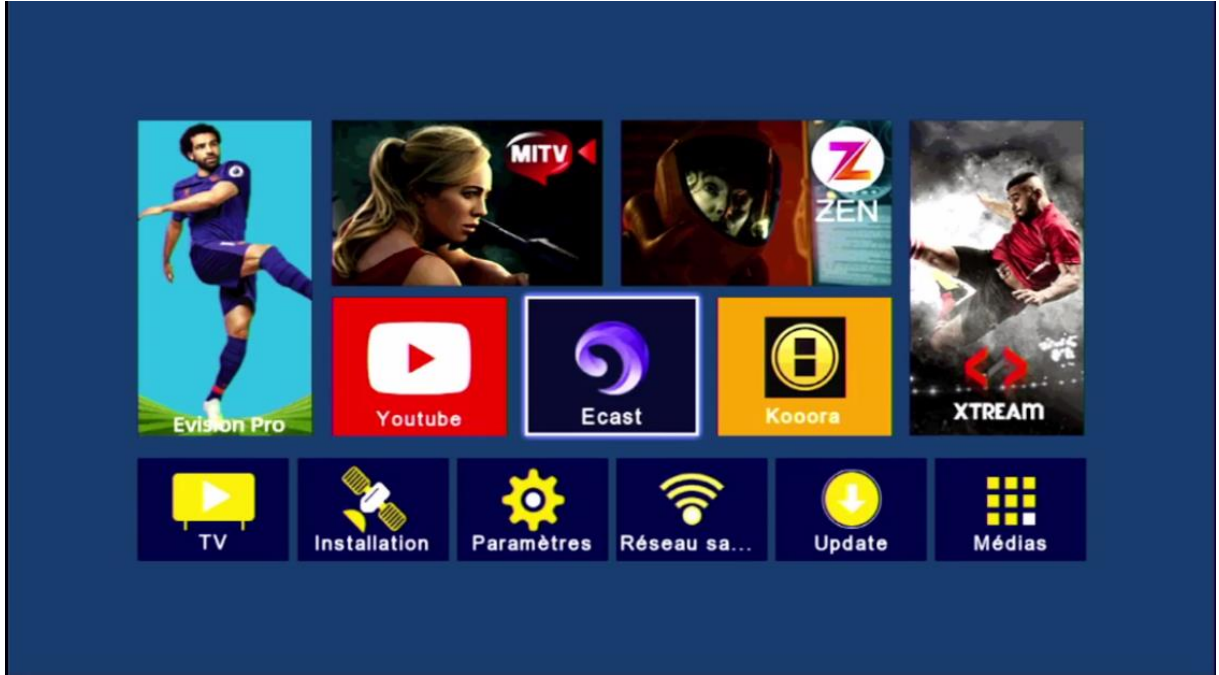 MITV
Z
ZEN
Evision Pro
Youtube
Ecast
Kooora
XTREAM
TV
Installation
Paramètres
Réseau sa...
Update
Médias